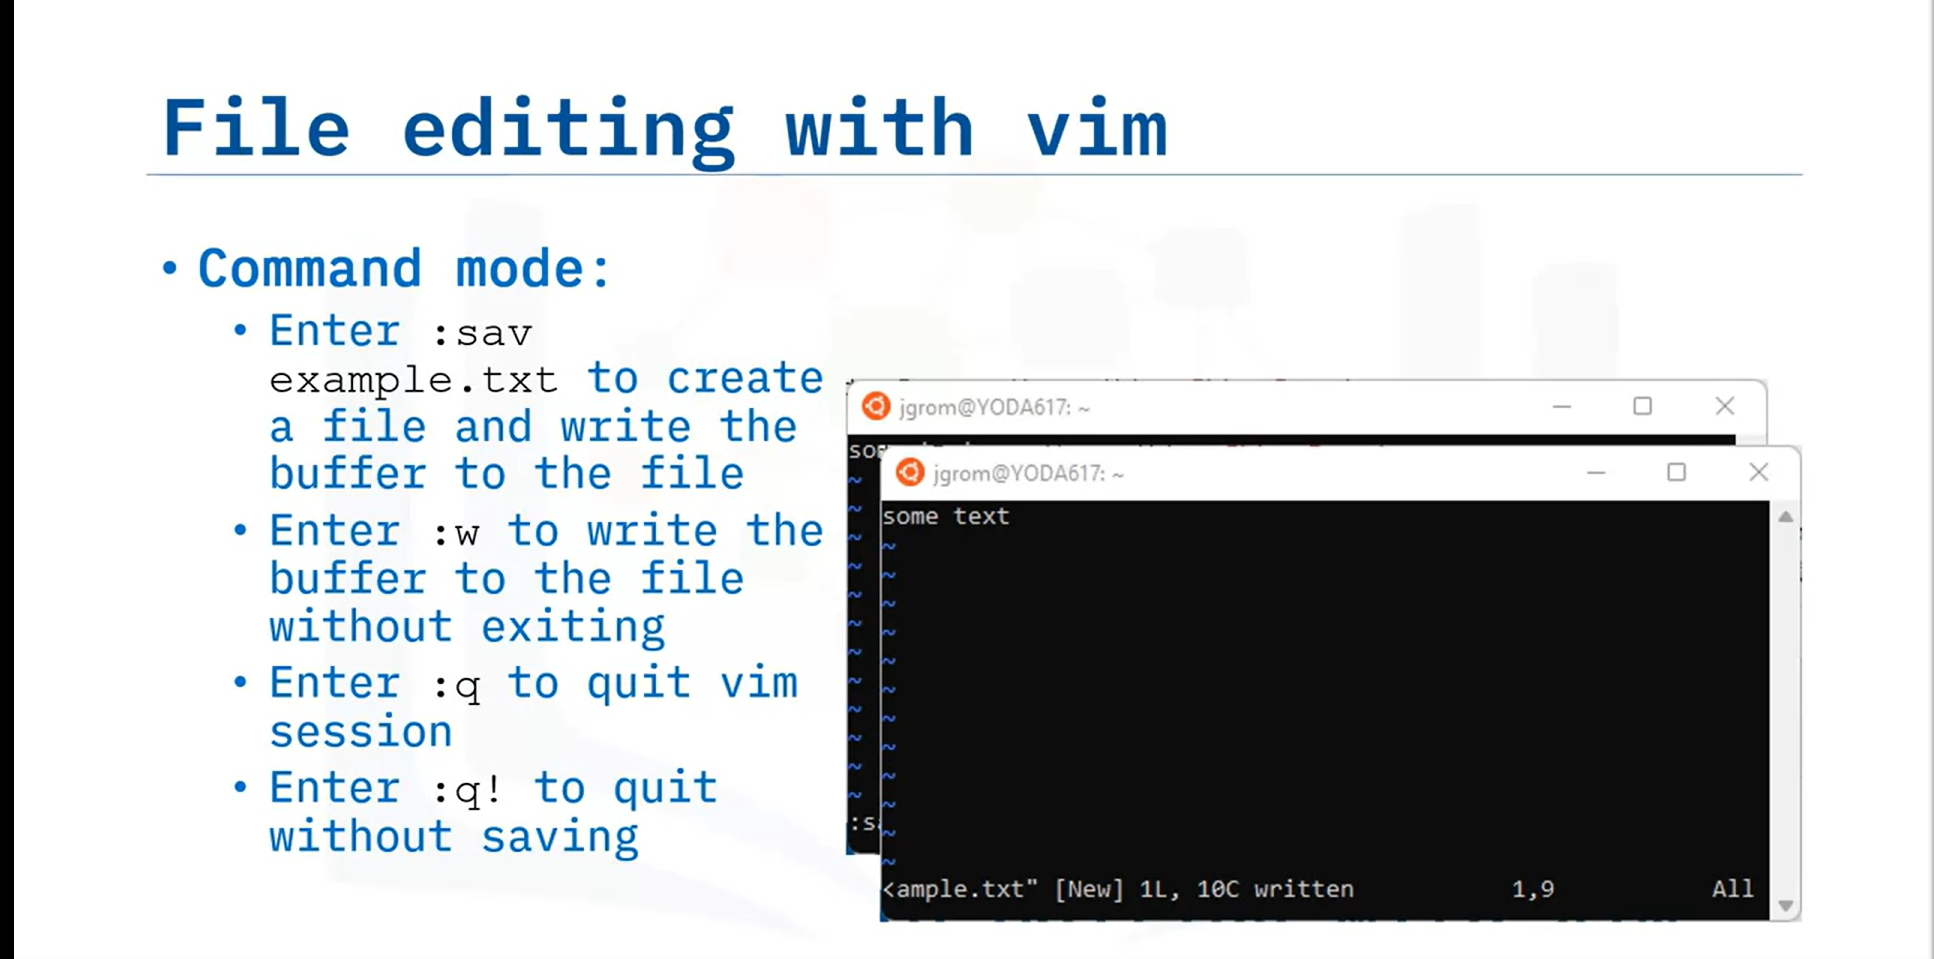 File editing with vim
• Command mode:
• Enter :sav
example.txt to create
a file and write the
buffer to the file
• Enter :w to write the
buffer to the file
without exiting
• Enter :q to quit vim
session
• Enter :q! to quit
without saving
jgrom@YODA617: ~
jgrom@YODA617: ~
some text
~
~
~
~
~
~
~
~
~
~
~
~
<ample.txt" [New] 1L, 10C written 1,9 All